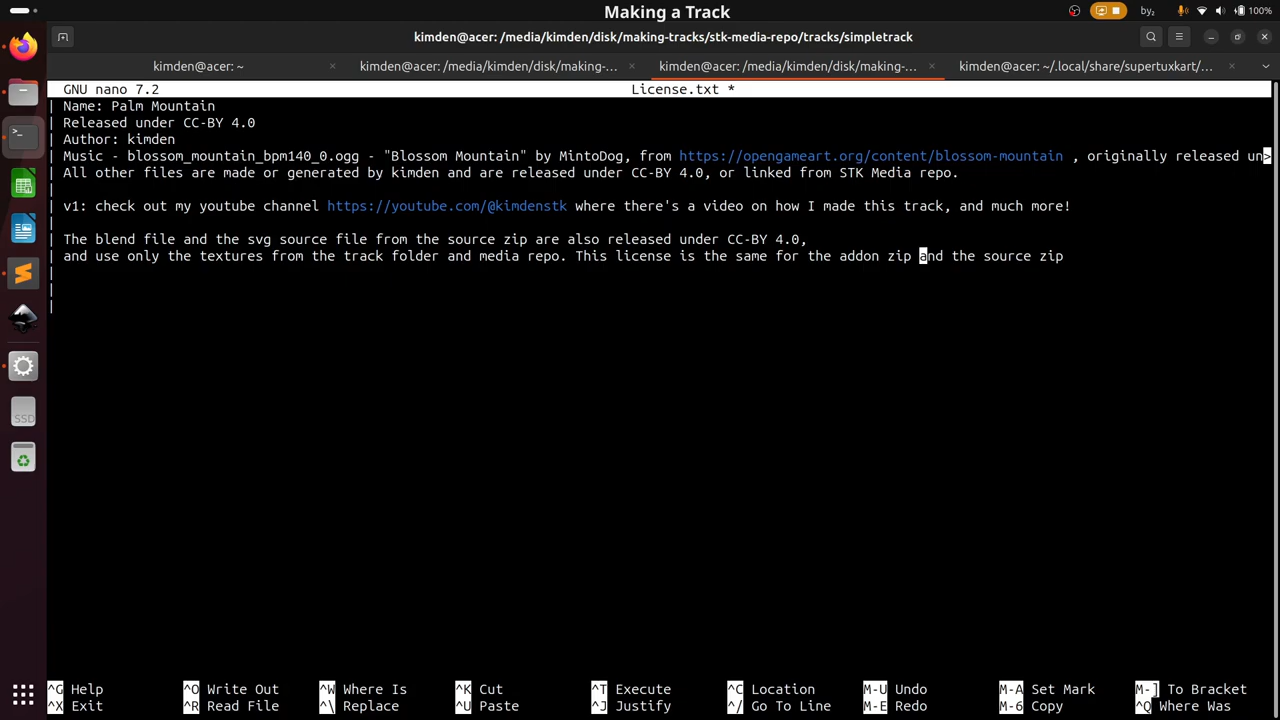 Making a Track
by₂
100%
kimden@acer: /media/kimden/disk/making-tracks/stk-media-repo/tracks/simpletrack
kimden@acer: ~ × kimden@acer: /media/kimden/disk/making-... × kimden@acer: /media/kimden/disk/making-... × kimden@acer: ~/.local/share/supertuxkart/... ×
GNU nano 7.2 License.txt *
Name: Palm Mountain
Released under CC-BY 4.0
Author: kimden
Music - blossom_mountain_bpm140_0.ogg - "Blossom Mountain" by MintoDog, from https://opengameart.org/content/blossom-mountain , originally released un>
All other files are made or generated by kimden and are released under CC-BY 4.0, or linked from STK Media repo.
v1: check out my youtube channel https://youtube.com/@kimdenstk where there's a video on how I made this track, and much more!
The blend file and the svg source file from the source zip are also released under CC-BY 4.0,
and use only the textures from the track folder and media repo. This license is the same for the addon zip and the source zip
SSD
^G Help ^O Write Out ^W Where Is ^K Cut ^T Execute ^C Location M-U Undo M-A Set Mark M-] To Bracket
^X Exit ^R Read File ^\ Replace ^U Paste ^J Justify ^/ Go To Line M-E Redo M-6 Copy ^Q Where Was